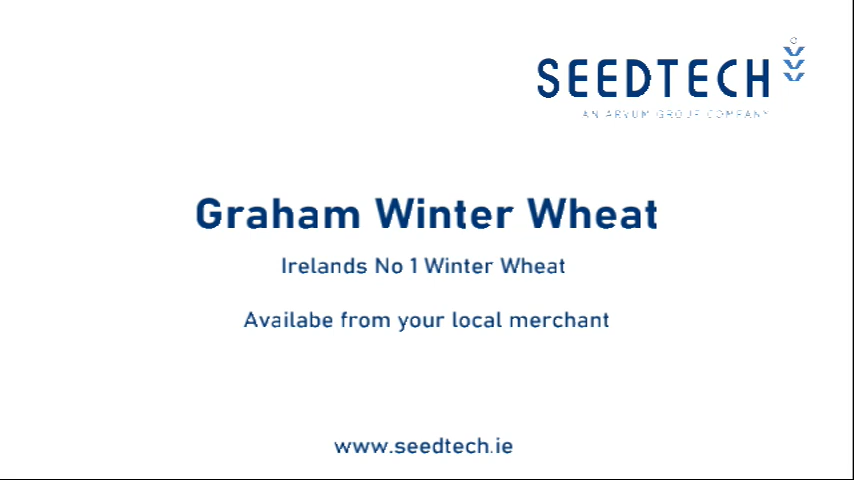 SEEDTECH
AN ARVUM GROUP COMPANY
Graham Winter Wheat
Irelands No 1 Winter Wheat
Availabe from your local merchant
www.seedtech.ie